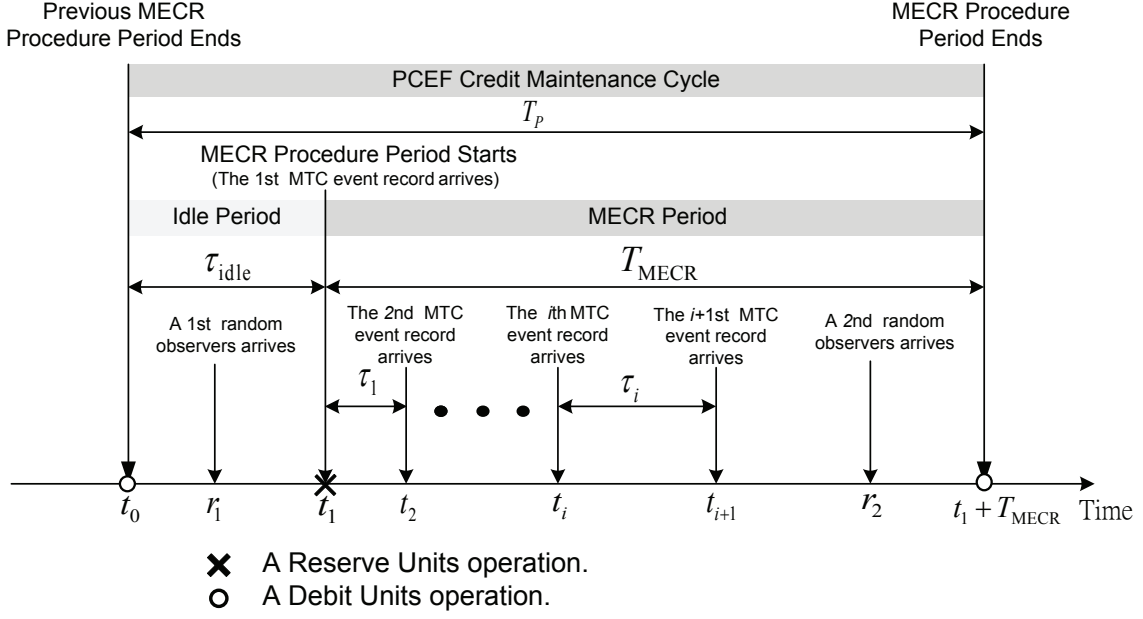 Previous MECR
Procedure Period Ends
MECR Procedure
Period Ends
PCEF Credit Maintenance Cycle
T_P
MECR Procedure Period Starts
(The 1st MTC event record arrives)
Idle Period
MECR Period
τ_idle
T_MECR
A 1st random
observers arrives
The 2nd MTC
event record
arrives
The ith MTC
event record
arrives
The i+1st MTC
event record
arrives
A 2nd random
observers arrives
τ_1
τ_i
t_0
r_1
t_1
t_2
t_i
t_{i+1}
r_2
t_1 + T_MECR
Time
A Reserve Units operation.
A Debit Units operation.